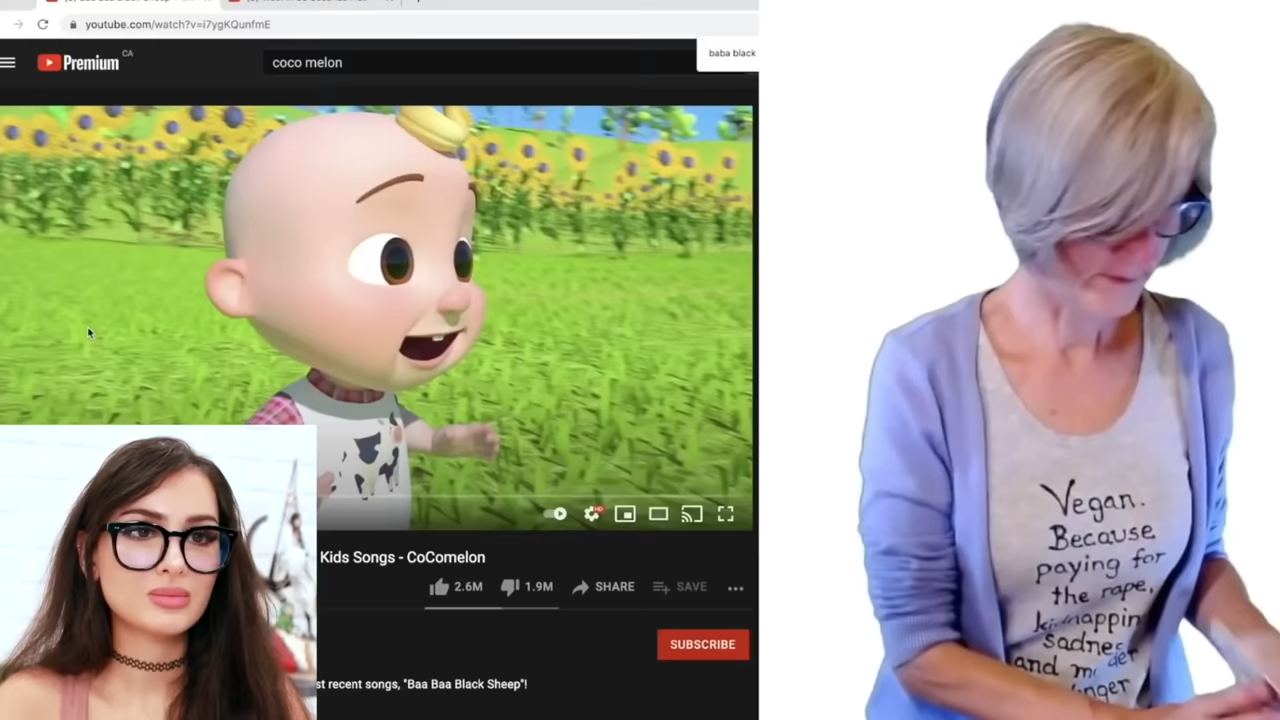 youtube.com/watch?v=i7ygKQunfmE
Premium CA
coco melon
baba black
Kids Songs - CoComelon
2.6M 1.9M SHARE SAVE
SUBSCRIBE
st recent songs, "Baa Baa Black Sheep"!
Vegan.
Because
paying for
the rape,
sadnes
and